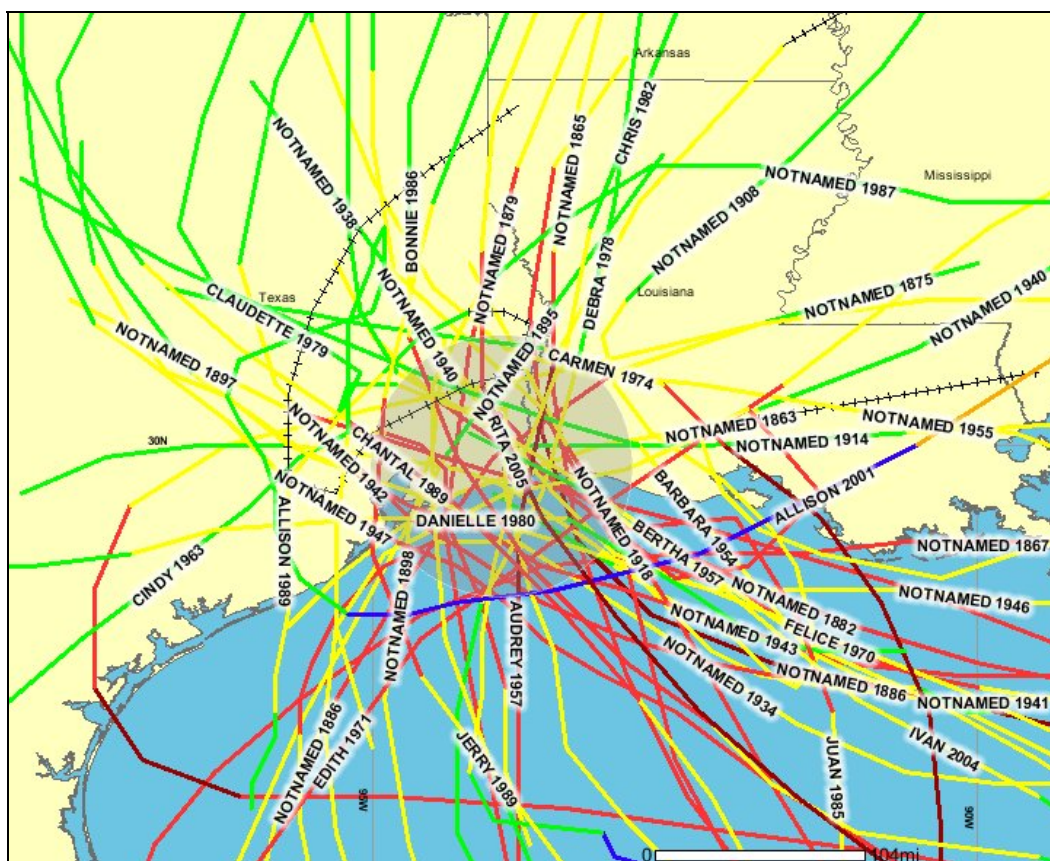 Arkansas
CHRIS 1982
NOTNAMED 1865
NOTNAMED 1938
NOTNAMED 1987
Mississippi
BONNIE 1986
NOTNAMED 1879
NOTNAMED 1908
DEBRA 1978
Louisiana
NOTNAMED 1875
NOTNAMED 1940
Texas
CLAUDETTE 1979
NOTNAMED 1940
NOTNAMED 1895
CARMEN 1974
NOTNAMED 1897
NOTNAMED 1863
NOTNAMED 1955
NOTNAMED 1914
30N
CHANTAL 1989
RITA 2005
NOTNAMED 1942
NOTNAMED 1947
ALLISON 1989
DANIELLE 1980
NOTNAMED 1918
BARBARA 1954
ALLISON 2001
BERTHA 1957
NOTNAMED 1867
CINDY 1963
NOTNAMED 1898
AUDREY 1957
NOTNAMED 1882
NOTNAMED 1946
NOTNAMED 1943
FELICE 1970
NOTNAMED 1934
NOTNAMED 1886
NOTNAMED 1941
NOTNAMED 1886
EDITH 1971
JERRY 1989
JUAN 1985
IVAN 2004
95W
90W
0
104mi